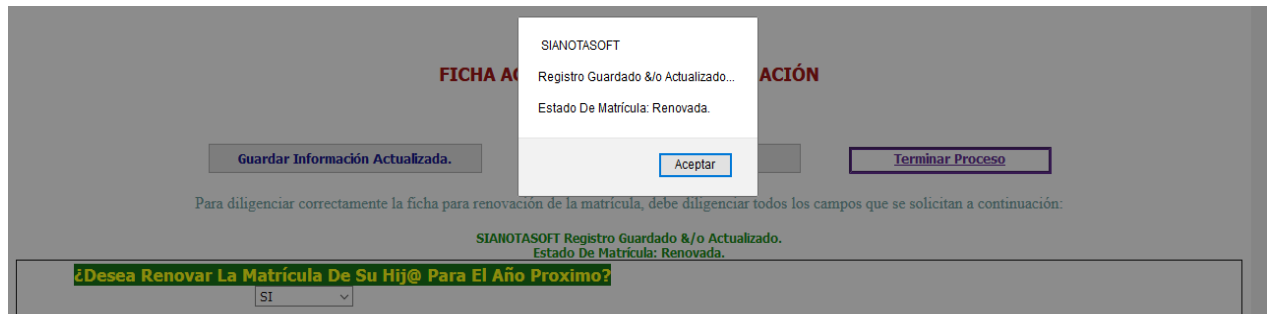 SIANOTASOFT
Registro Guardado &/o Actualizado...
Estado De Matrícula: Renovada.
Aceptar
FICHA AC ACIÓN
Guardar Información Actualizada.
Terminar Proceso
Para diligenciar correctamente la ficha para renovación de la matrícula, debe diligenciar todos los campos que se solicitan a continuación:
SIANOTASOFT Registro Guardado &/o Actualizado.
Estado De Matrícula: Renovada.
¿Desea Renovar La Matrícula De Su Hij@ Para El Año Proximo?
SI